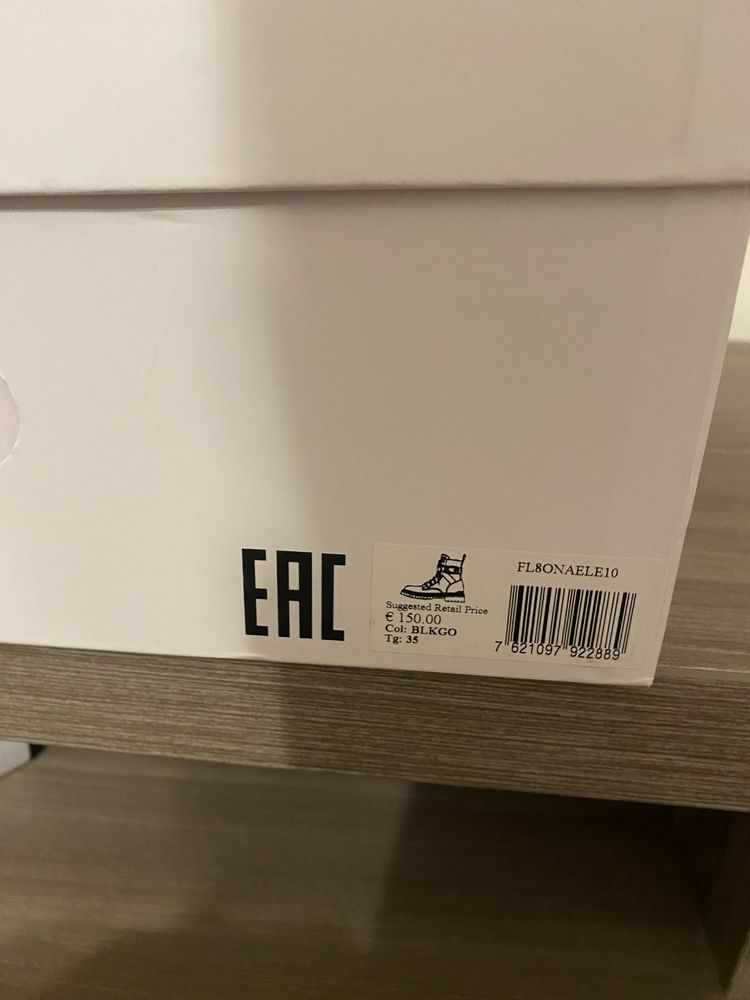 EAC
FL8ONAELE10
Suggested Retail Price
€ 150.00
Col: BLKGO
Tg: 35
7 621097 922889